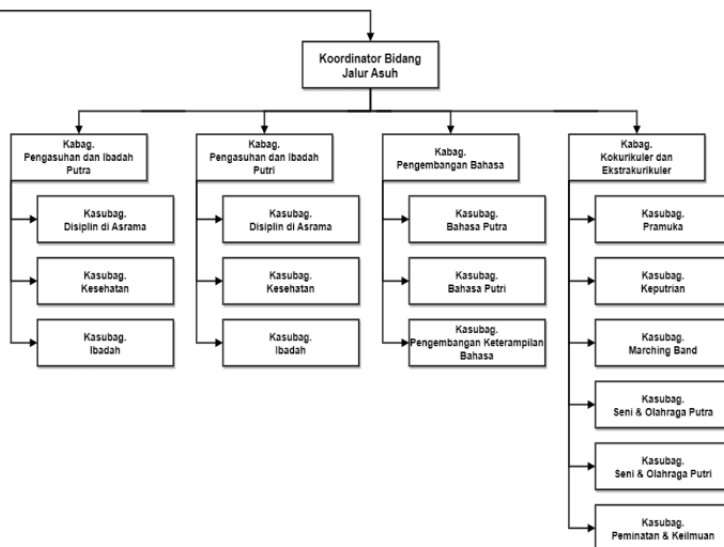 Koordinator Bidang
Jalur Asuh
Kabag.
Pengasuhan dan Ibadah
Putra
Kasubag.
Disiplin di Asrama
Kasubag.
Kesehatan
Kasubag.
Ibadah
Kabag.
Pengasuhan dan Ibadah
Putri
Kasubag.
Disiplin di Asrama
Kasubag.
Kesehatan
Kasubag.
Ibadah
Kabag.
Pengembangan Bahasa
Kasubag.
Bahasa Putra
Kasubag.
Bahasa Putri
Kasubag.
Pengembangan Keterampilan
Bahasa
Kabag.
Kokurikuler dan
Ekstrakurikuler
Kasubag.
Pramuka
Kasubag.
Keputrian
Kasubag.
Marching Band
Kasubag.
Seni & Olahraga Putra
Kasubag.
Seni & Olahraga Putri
Kasubag.
Peminatan & Keilmuan